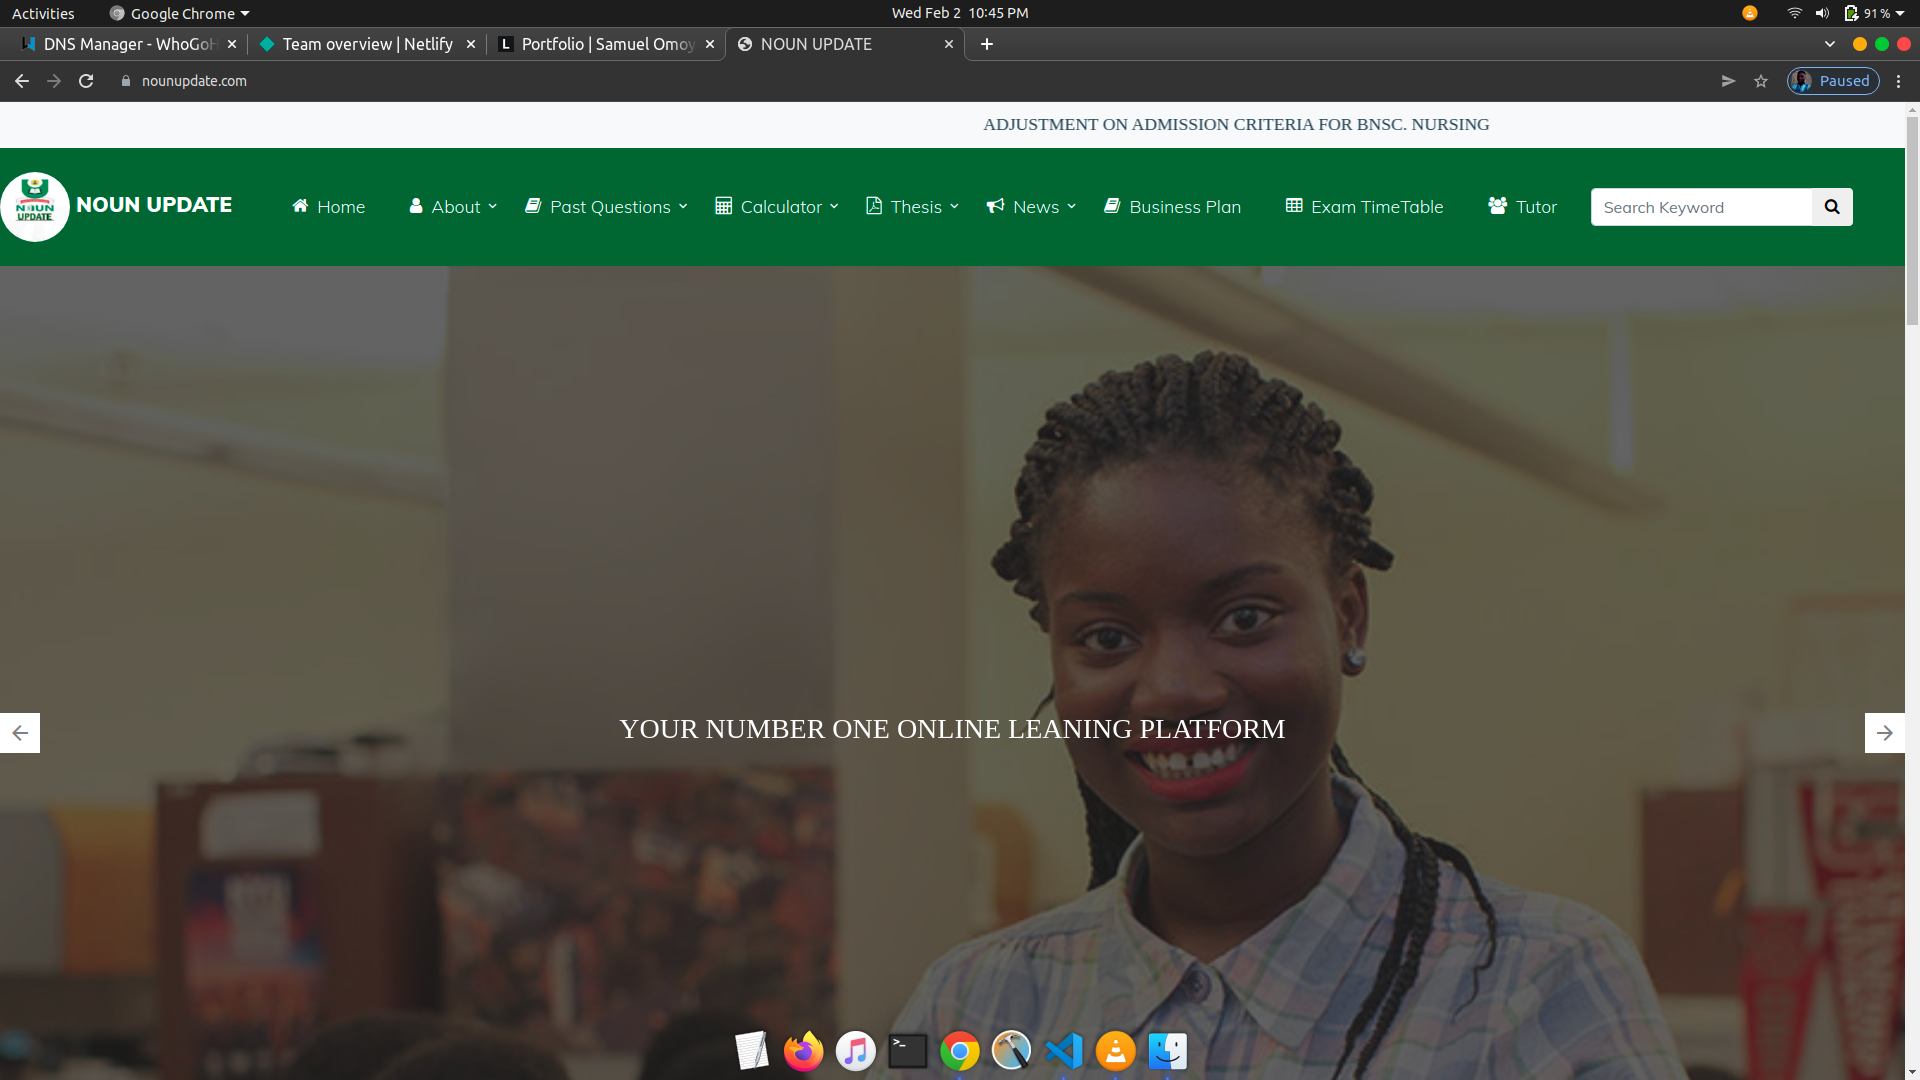 Activities Google Chrome Wed Feb 2 10:45 PM 91 %
DNS Manager - WhoGoH Team overview | Netlify Portfolio | Samuel Omoy NOUN UPDATE
nounupdate.com Paused
ADJUSTMENT ON ADMISSION CRITERIA FOR BNSC. NURSING
NOUN UPDATE NOUN UPDATE Home About Past Questions Calculator Thesis News Business Plan Exam TimeTable Tutor Search Keyword
YOUR NUMBER ONE ONLINE LEANING PLATFORM